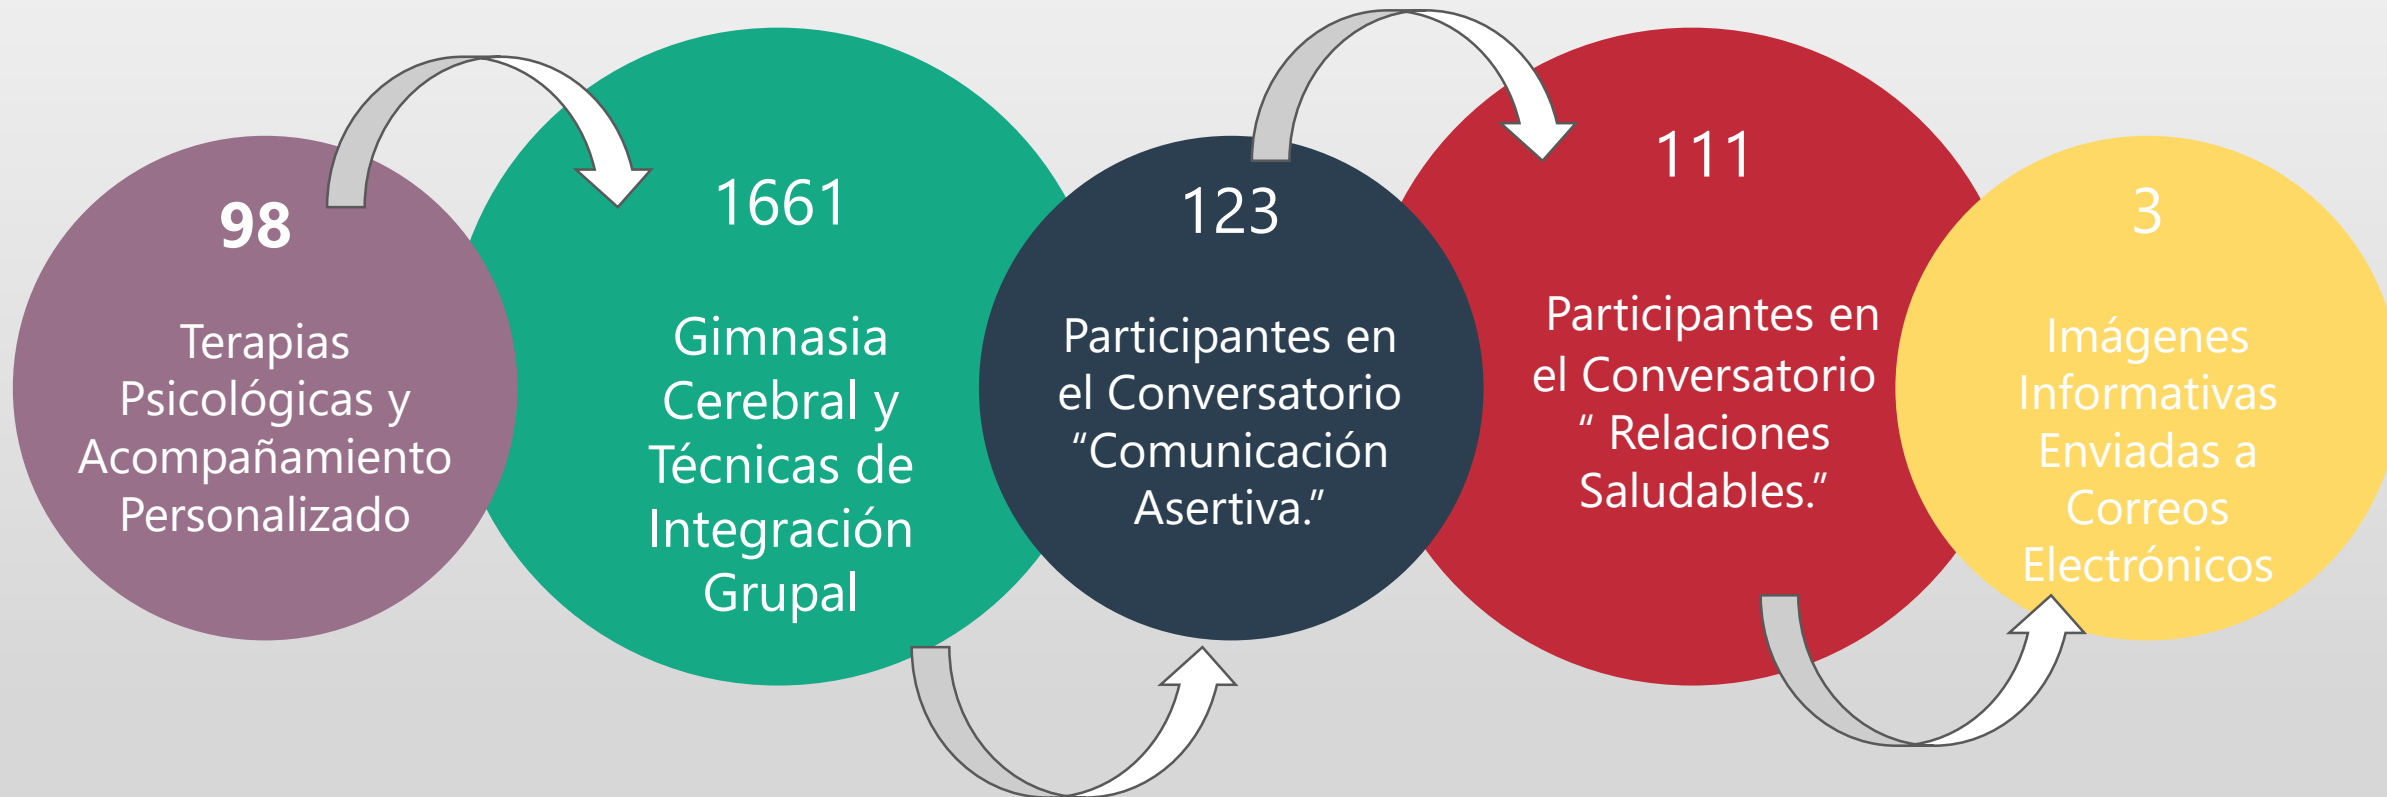 98
Terapias
Psicológicas y
Acompañamiento
Personalizado
1661
Gimnasia
Cerebral y
Técnicas de
Integración
Grupal
123
Participantes en
el Conversatorio
“Comunicación
Asertiva.”
111
Participantes en
el Conversatorio
“ Relaciones
Saludables.”
3
Imágenes
Informativas
Enviadas a
Correos
Electrónicos